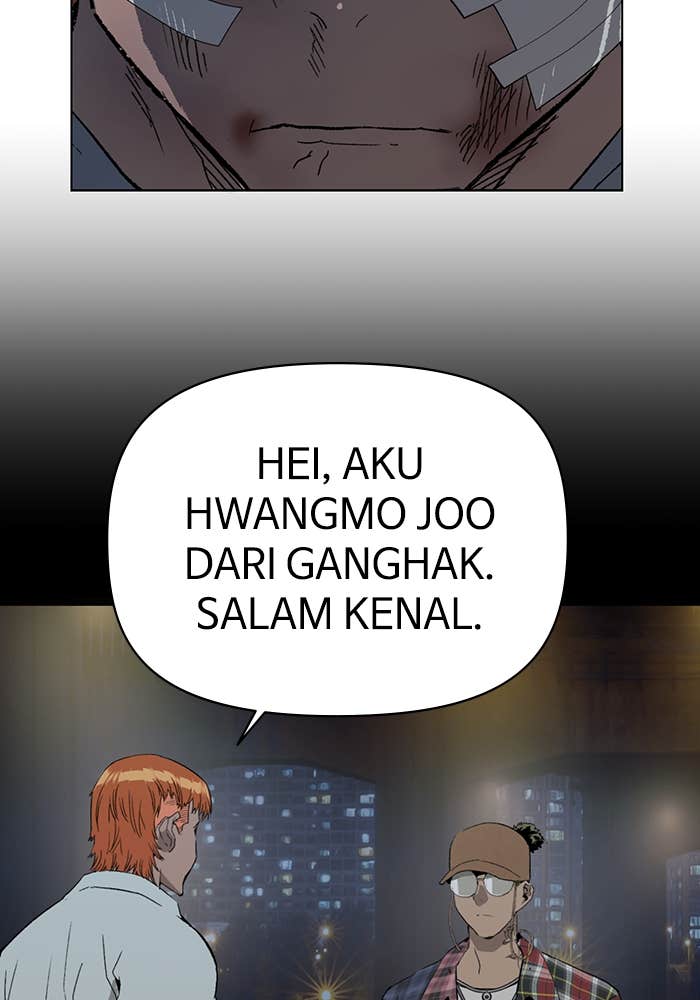 HEI, AKU
HWANGMO JOO
DARI GANGHAK.
SALAM KENAL.